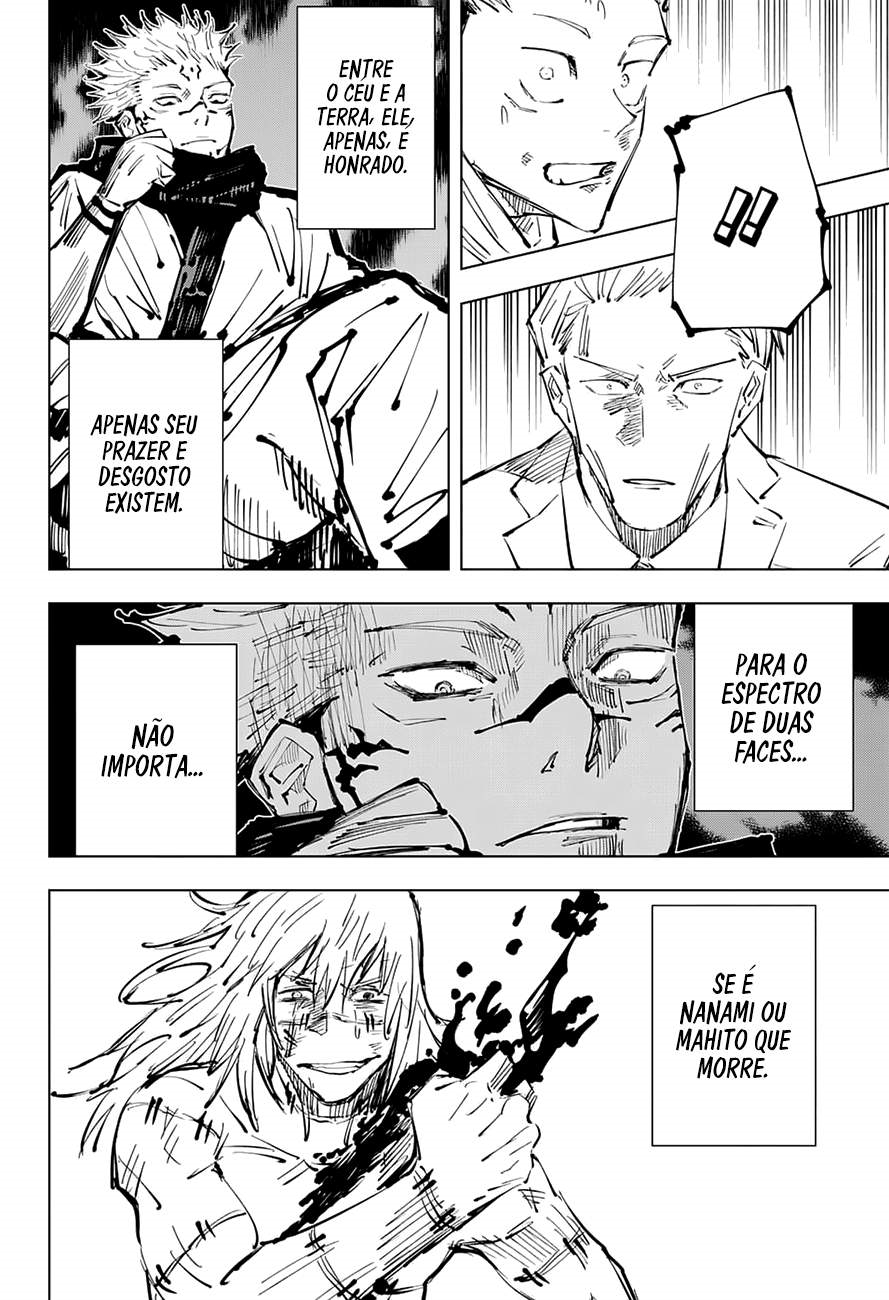 !!
ENTRE
O CEU E A
TERRA, ELE,
APENAS, E
HONRADO.
APENAS SEU
PRAZER E
DESGOSTO
EXISTEM.
PARA O
ESPECTRO
DE DUAS
FACES...
NÃO
IMPORTA...
SE É
NANAMI OU
MAHITO QUE
MORRE.